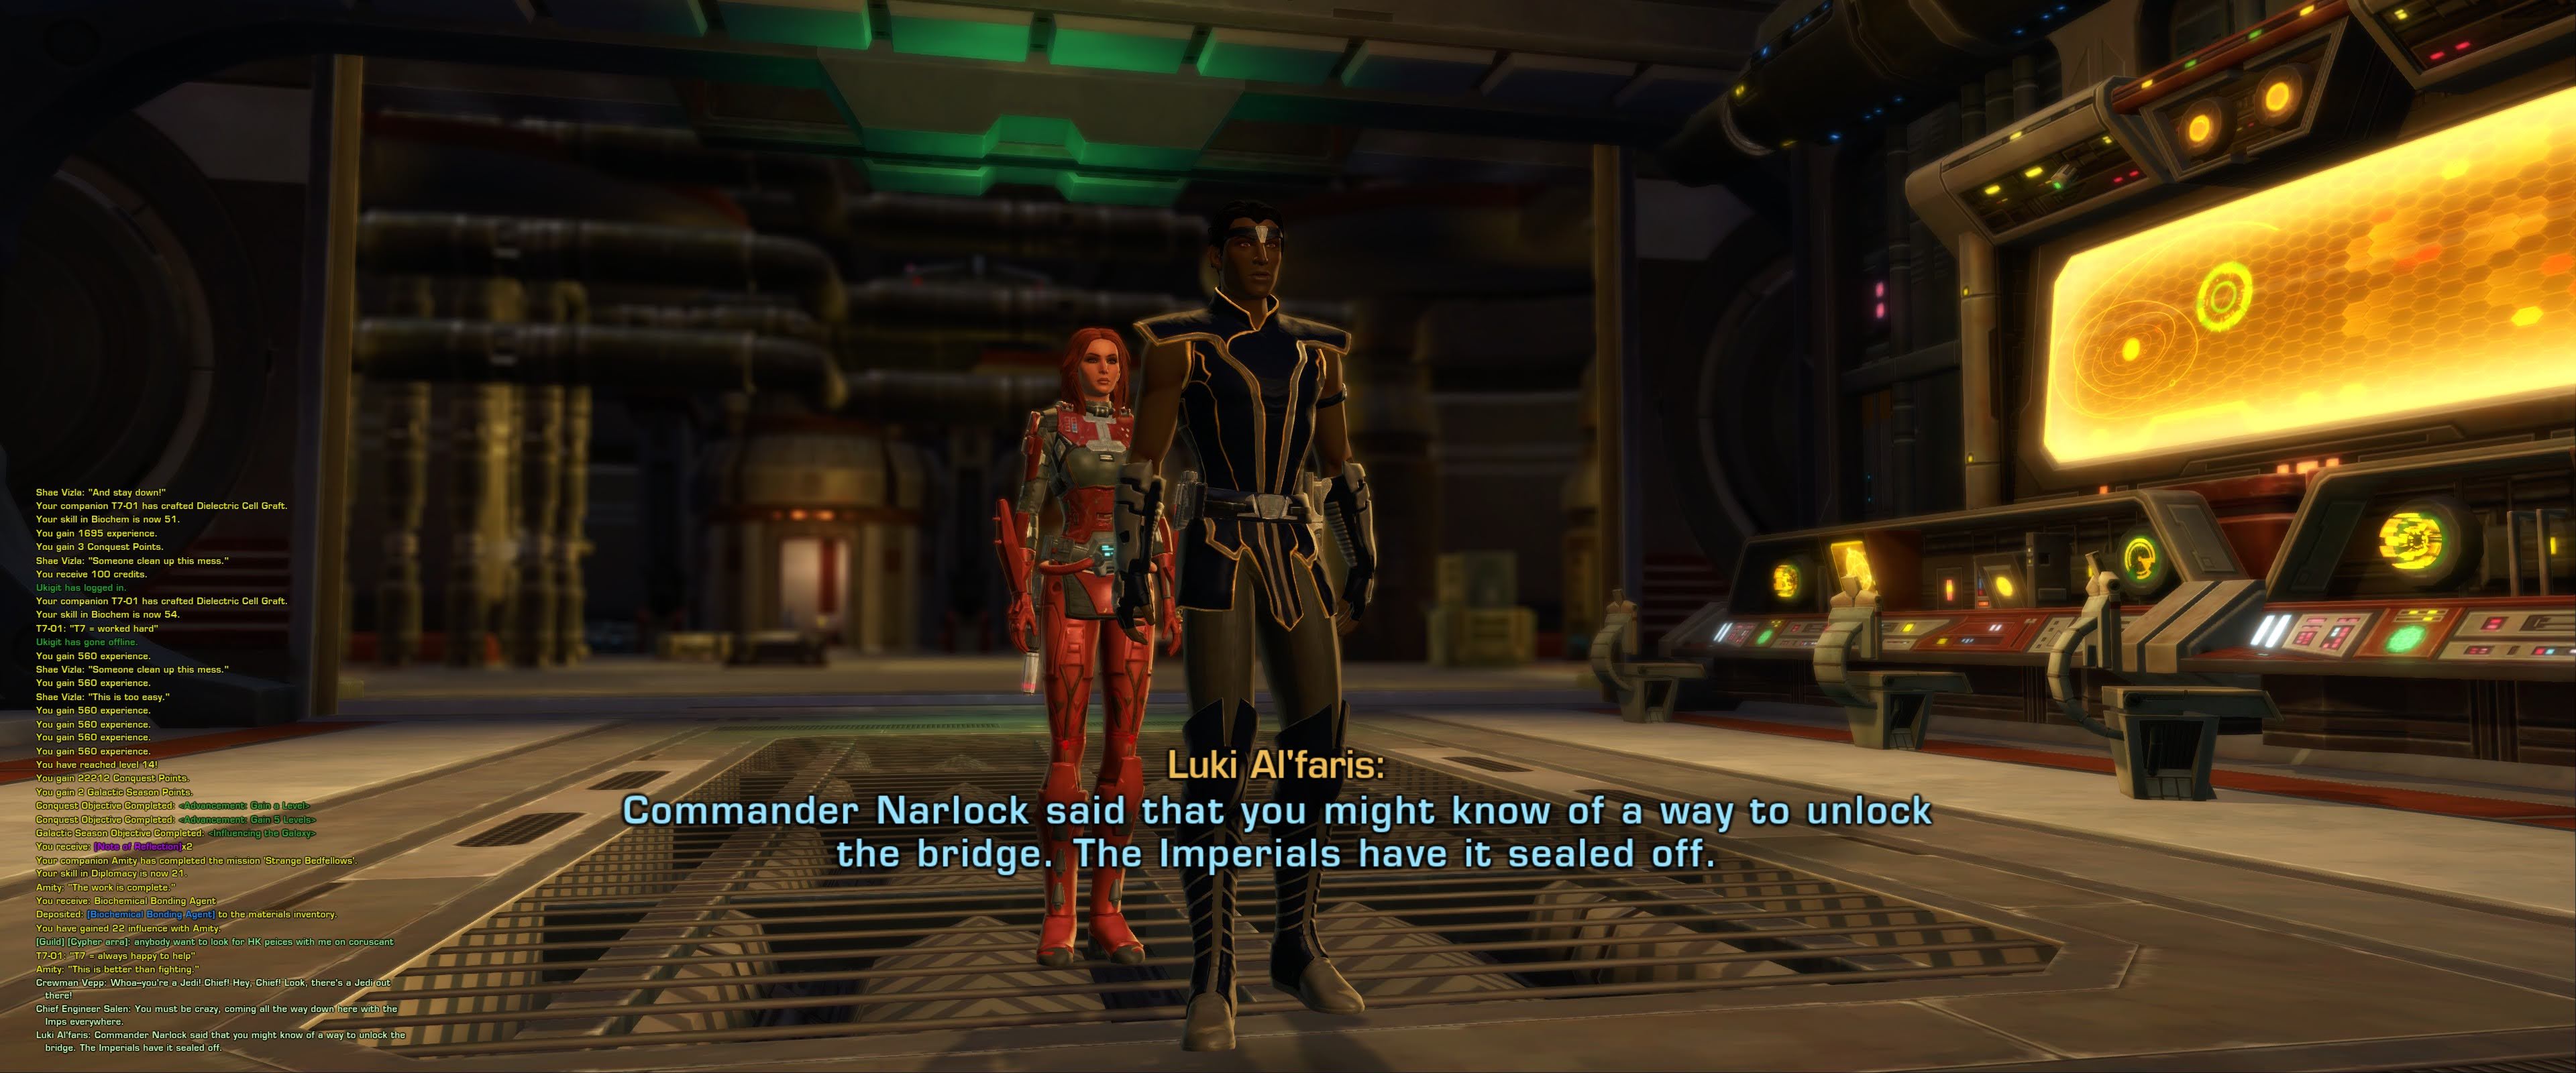 Shae Vizla: "And stay down!"
Your companion T7-01 has crafted Dielectric Cell Graft.
Your skill in Biochem is now 51.
You gain 1695 experience.
You gain 3 Conquest Points.
Shae Vizla: "Someone clean up this mess."
You receive 100 credits.
Ukigit has logged in.
Your companion T7-01 has crafted Dielectric Cell Graft.
Your skill in Biochem is now 54.
T7-01: "T7 = worked hard"
Ukigit has gone offline.
You gain 560 experience.
Shae Vizla: "Someone clean up this mess."
You gain 560 experience.
Shae Vizla: "This is too easy."
You gain 560 experience.
You gain 560 experience.
You gain 560 experience.
You gain 560 experience.
You have reached level 14!
You gain 22212 Conquest Points.
You gain 2 Galactic Season Points.
Conquest Objective Completed: <Advancement: Gain a Level>
Conquest Objective Completed: <Advancement: Gain 5 Levels>
Galactic Season Objective Completed: <Influencing the Galaxy>
You receive: [Note of Reflection]x2
Your companion Amity has completed the mission 'Strange Bedfellows'.
Your skill in Diplomacy is now 21.
Amity: "The work is complete."
You receive: Biochemical Bonding Agent
Deposited: [Biochemical Bonding Agent] to the materials inventory.
You have gained 22 influence with Amity.
[Guild] [Cypher arra]: anybody want to look for HK peices with me on coruscant
T7-01: "T7 = always happy to help"
Amity: "This is better than fighting."
Crewman Vepp: Whoa–you're a Jedi! Chief! Hey, Chief! Look, there's a Jedi out
there!
Chief Engineer Salen: You must be crazy, coming all the way down here with the
Imps everywhere.
Luki Al'faris: Commander Narlock said that you might know of a way to unlock the
bridge. The Imperials have it sealed off.
Luki Al'faris:
Commander Narlock said that you might know of a way to unlock
the bridge. The Imperials have it sealed off.